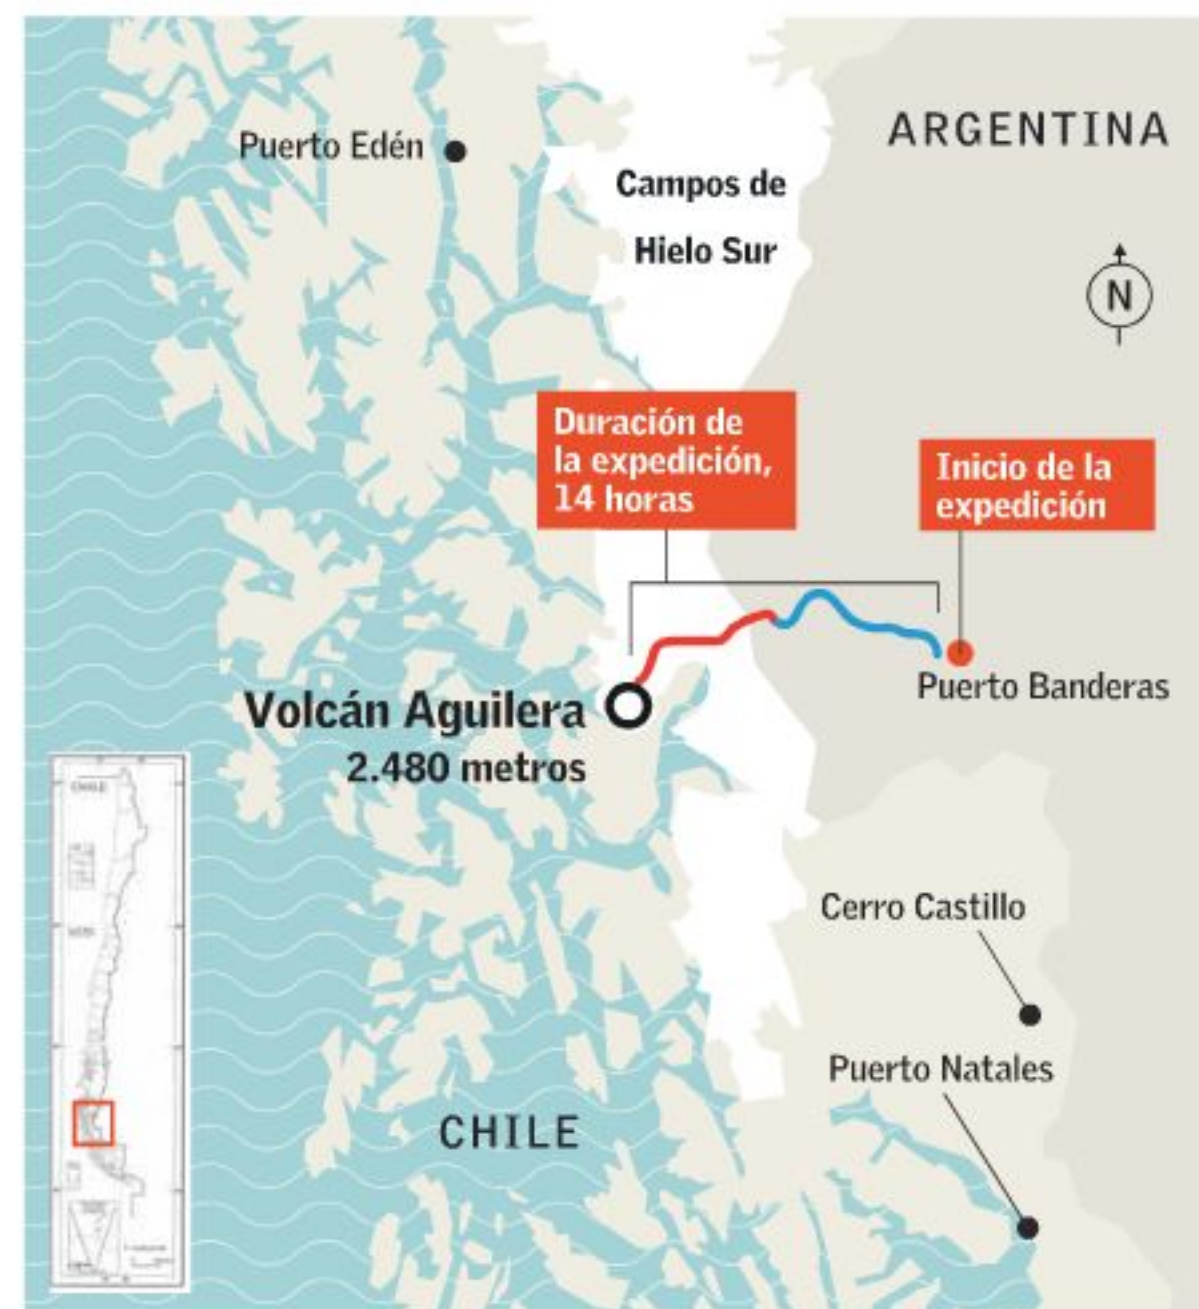 ARGENTINA
Puerto Edén
Campos de
Hielo Sur
N
Duración de
la expedición,
14 horas
Inicio de la
expedición
Puerto Banderas
Volcán Aguilera
2.480 metros
CHILE
Cerro Castillo
Puerto Natales
CHILE